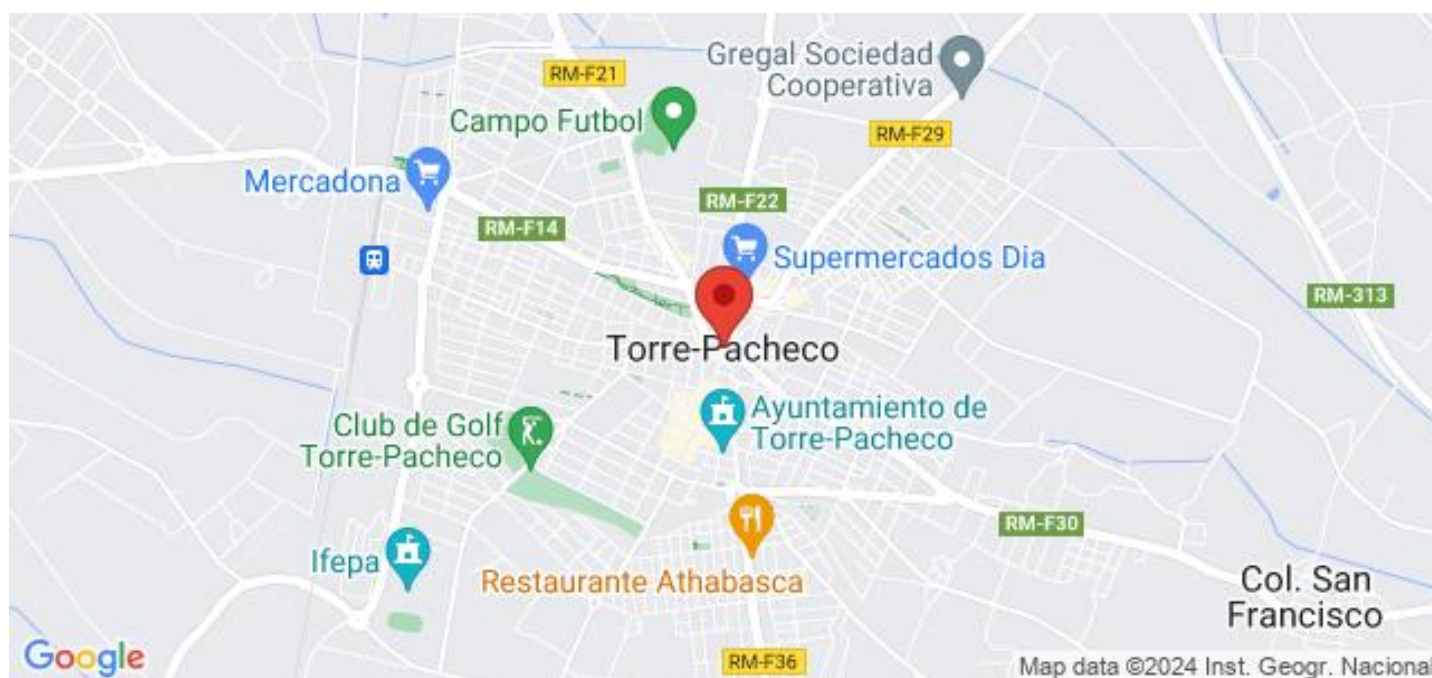 RM-F21
Gregal Sociedad
Cooperativa
Campo Futbol
RM-F29
Mercadona
RM-F22
RM-F14
Supermercados Dia
RM-313
Torre-Pacheco
Club de Golf
Torre-Pacheco
Ayuntamiento de
Torre-Pacheco
RM-F30
Ifepa
Restaurante Athabasca
Col. San
Francisco
Google
RM-F36
Map data ©2024 Inst. Geogr. Nacional